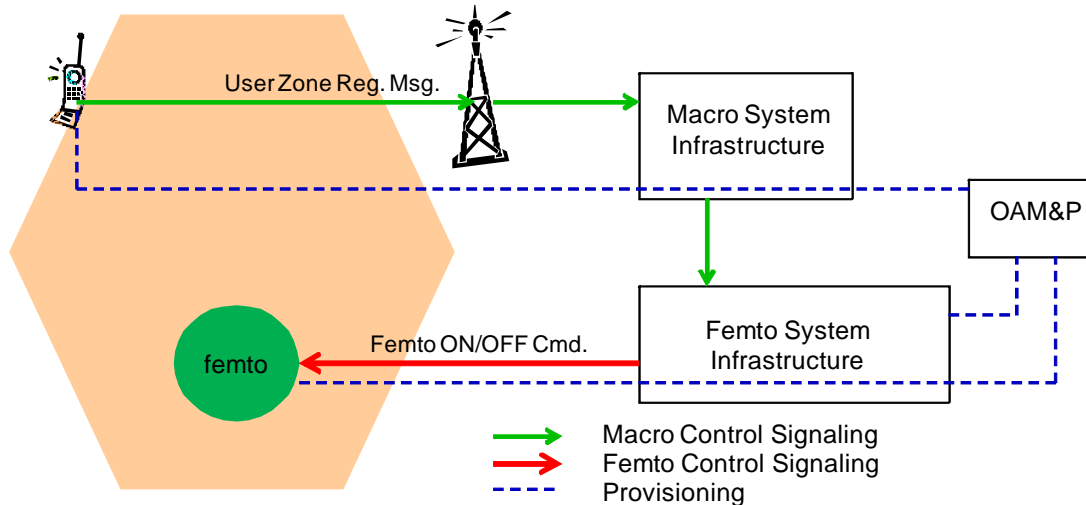 User Zone Reg. Msg.
Macro System
Infrastructure
OAM&P
Femto System
Infrastructure
Femto ON/OFF Cmd.
femto
Macro Control Signaling
Femto Control Signaling
Provisioning